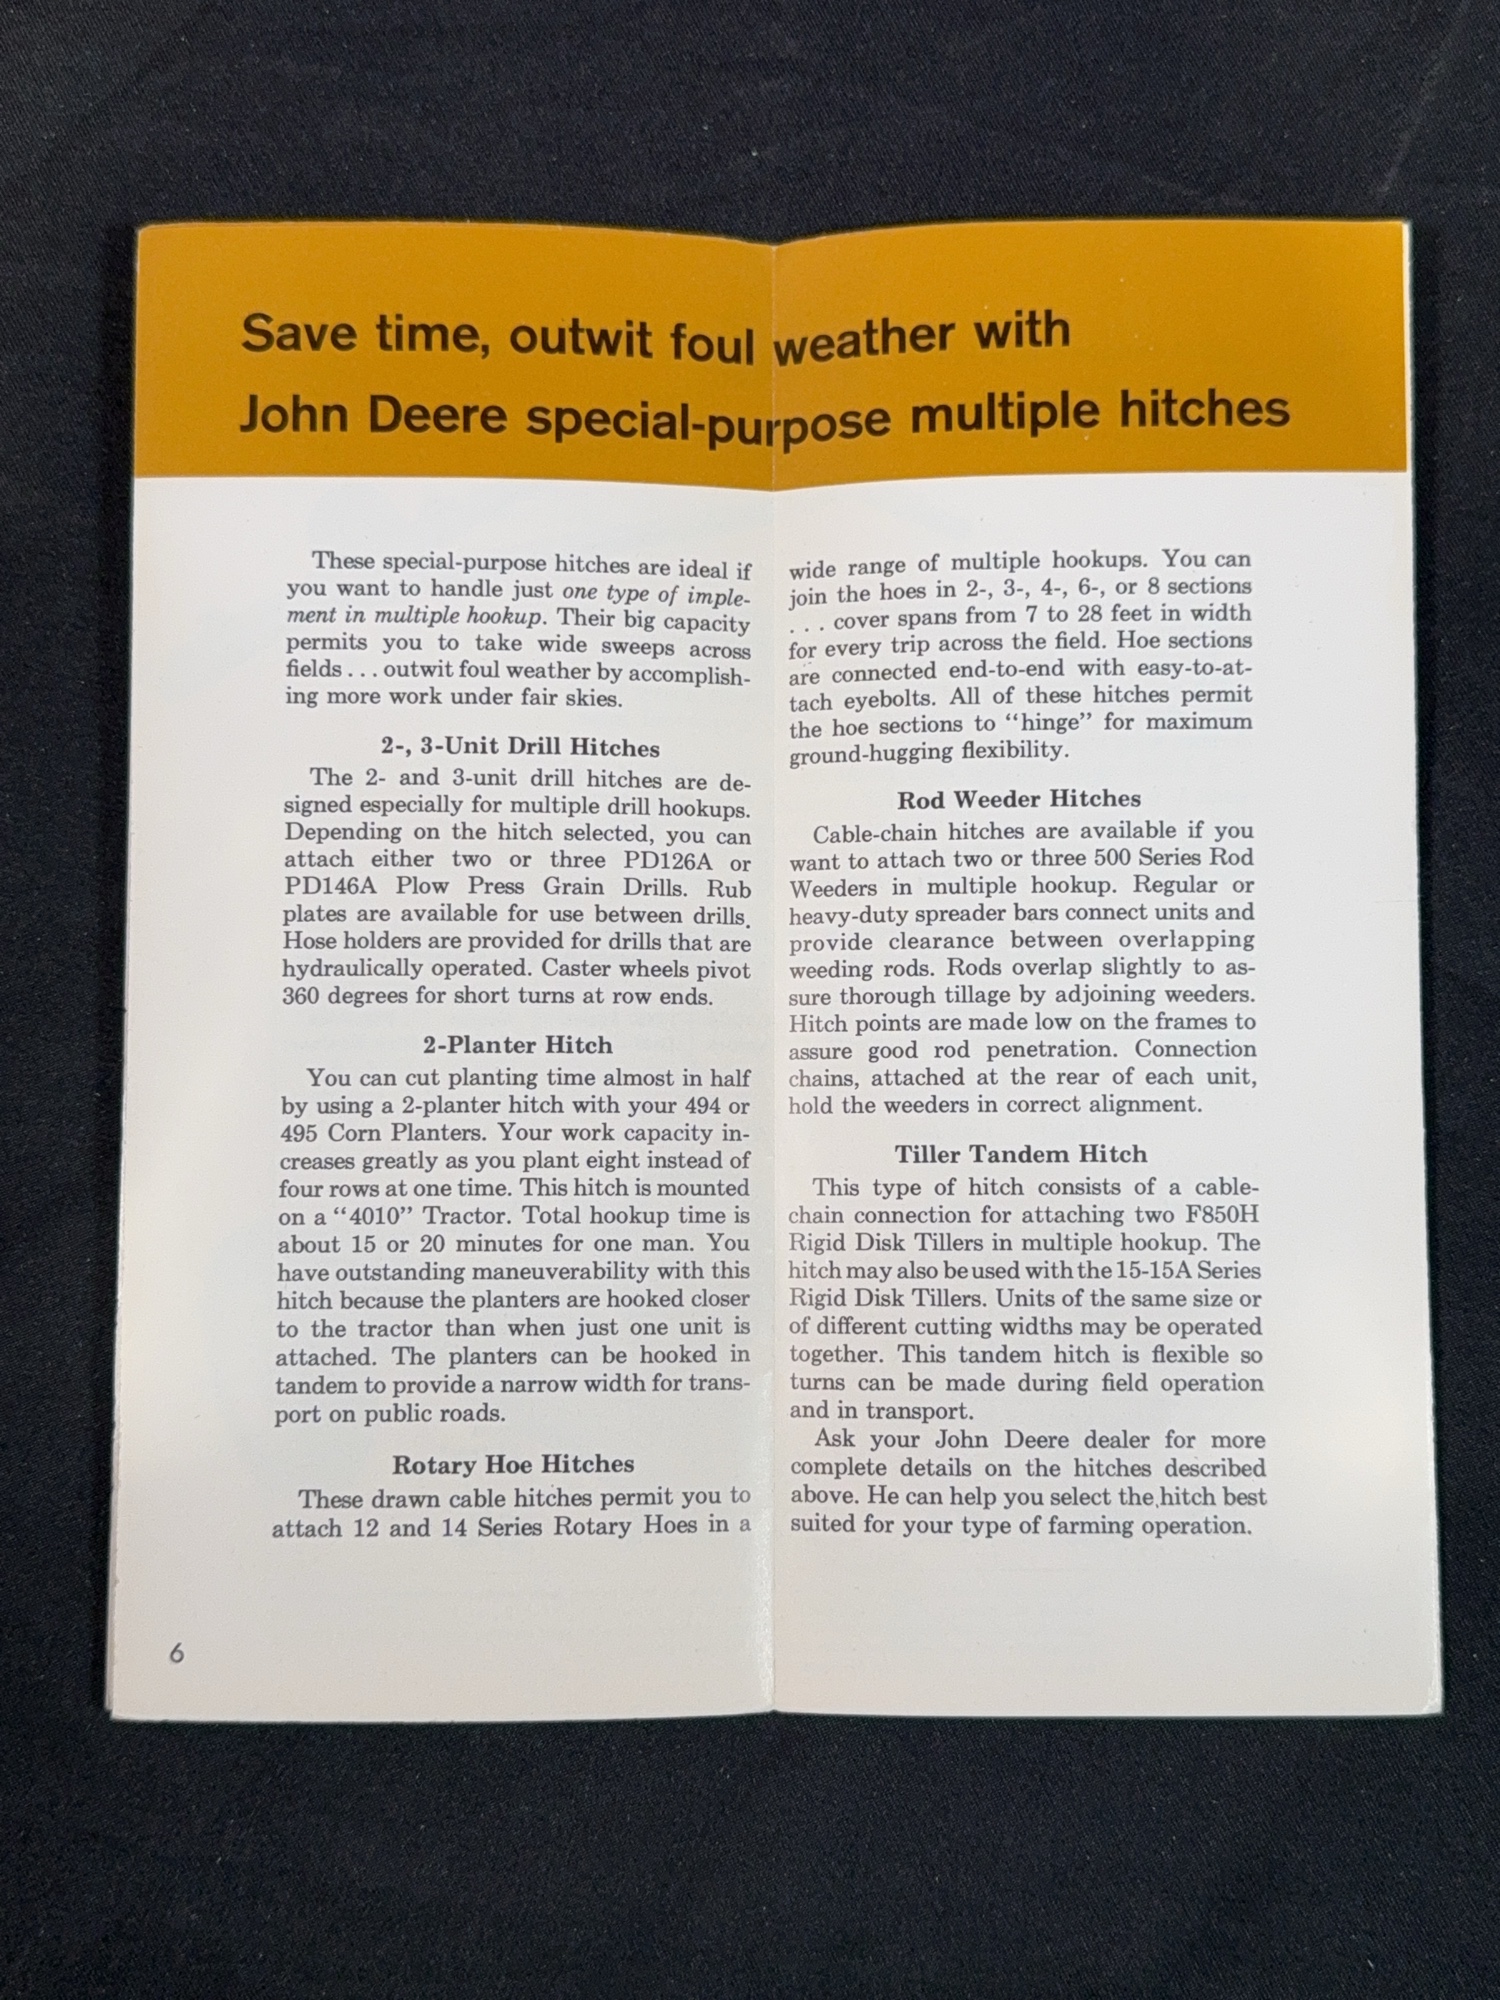 Save time, outwit foul weather with
John Deere special-purpose multiple hitches
These special-purpose hitches are ideal if
you want to handle just one type of imple-
ment in multiple hookup. Their big capacity
permits you to take wide sweeps across
fields . . . outwit foul weather by accomplish-
ing more work under fair skies.
2-, 3-Unit Drill Hitches
The 2- and 3-unit drill hitches are de-
signed especially for multiple drill hookups.
Depending on the hitch selected, you can
attach either two or three PD126A or
PD146A Plow Press Grain Drills. Rub
plates are available for use between drills.
Hose holders are provided for drills that are
hydraulically operated. Caster wheels pivot
360 degrees for short turns at row ends.
2-Planter Hitch
You can cut planting time almost in half
by using a 2-planter hitch with your 494 or
495 Corn Planters. Your work capacity in-
creases greatly as you plant eight instead of
four rows at one time. This hitch is mounted
on a “4010” Tractor. Total hookup time is
about 15 or 20 minutes for one man. You
have outstanding maneuverability with this
hitch because the planters are hooked closer
to the tractor than when just one unit is
attached. The planters can be hooked in
tandem to provide a narrow width for trans-
port on public roads.
Rotary Hoe Hitches
These drawn cable hitches permit you to
attach 12 and 14 Series Rotary Hoes in a
wide range of multiple hookups. You can
join the hoes in 2-, 3-, 4-, 6-, or 8 sections
. . . cover spans from 7 to 28 feet in width
for every trip across the field. Hoe sections
are connected end-to-end with easy-to-at-
tach eyebolts. All of these hitches permit
the hoe sections to “hinge” for maximum
ground-hugging flexibility.
Rod Weeder Hitches
Cable-chain hitches are available if you
want to attach two or three 500 Series Rod
Weeders in multiple hookup. Regular or
heavy-duty spreader bars connect units and
provide clearance between overlapping
weeding rods. Rods overlap slightly to as-
sure thorough tillage by adjoining weeders.
Hitch points are made low on the frames to
assure good rod penetration. Connection
chains, attached at the rear of each unit,
hold the weeders in correct alignment.
Tiller Tandem Hitch
This type of hitch consists of a cable-
chain connection for attaching two F850H
Rigid Disk Tillers in multiple hookup. The
hitch may also be used with the 15-15A Series
Rigid Disk Tillers. Units of the same size or
of different cutting widths may be operated
together. This tandem hitch is flexible so
turns can be made during field operation
and in transport.
Ask your John Deere dealer for more
complete details on the hitches described
above. He can help you select the hitch best
suited for your type of farming operation.
6